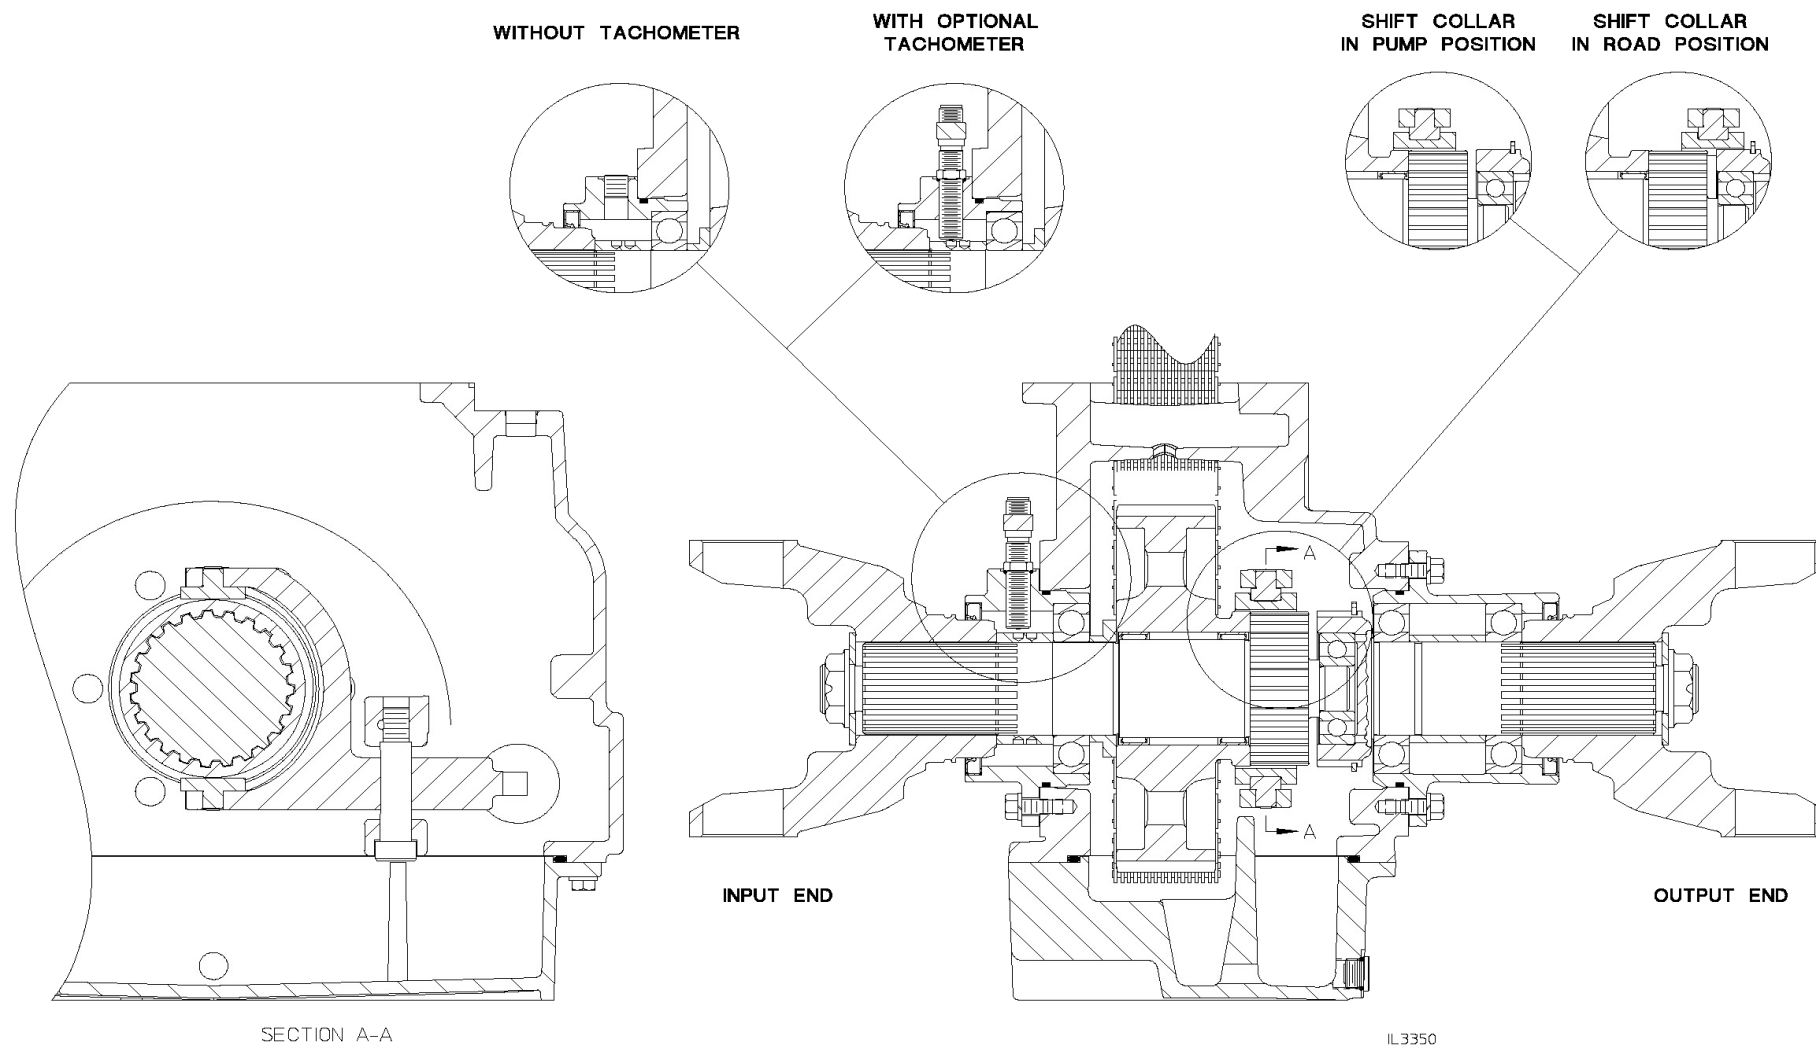 WITHOUT TACHOMETER
WITH OPTIONAL
TACHOMETER
SHIFT COLLAR
IN PUMP POSITION
SHIFT COLLAR
IN ROAD POSITION
A
A
INPUT END
OUTPUT END
SECTION A-A
IL3350